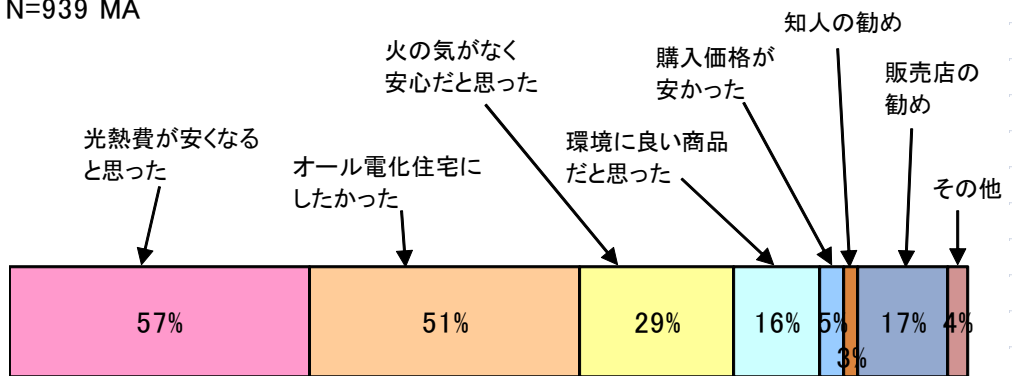 N=939 MA
光熱費が安くなる
と思った
オール電化住宅に
したかった
火の気がなく
安心だと思った
環境に良い商品
だと思った
購入価格が
安かった
知人の勧め
販売店の
勧め
その他
57%
51%
29%
16%
5%
3%
17%
4%